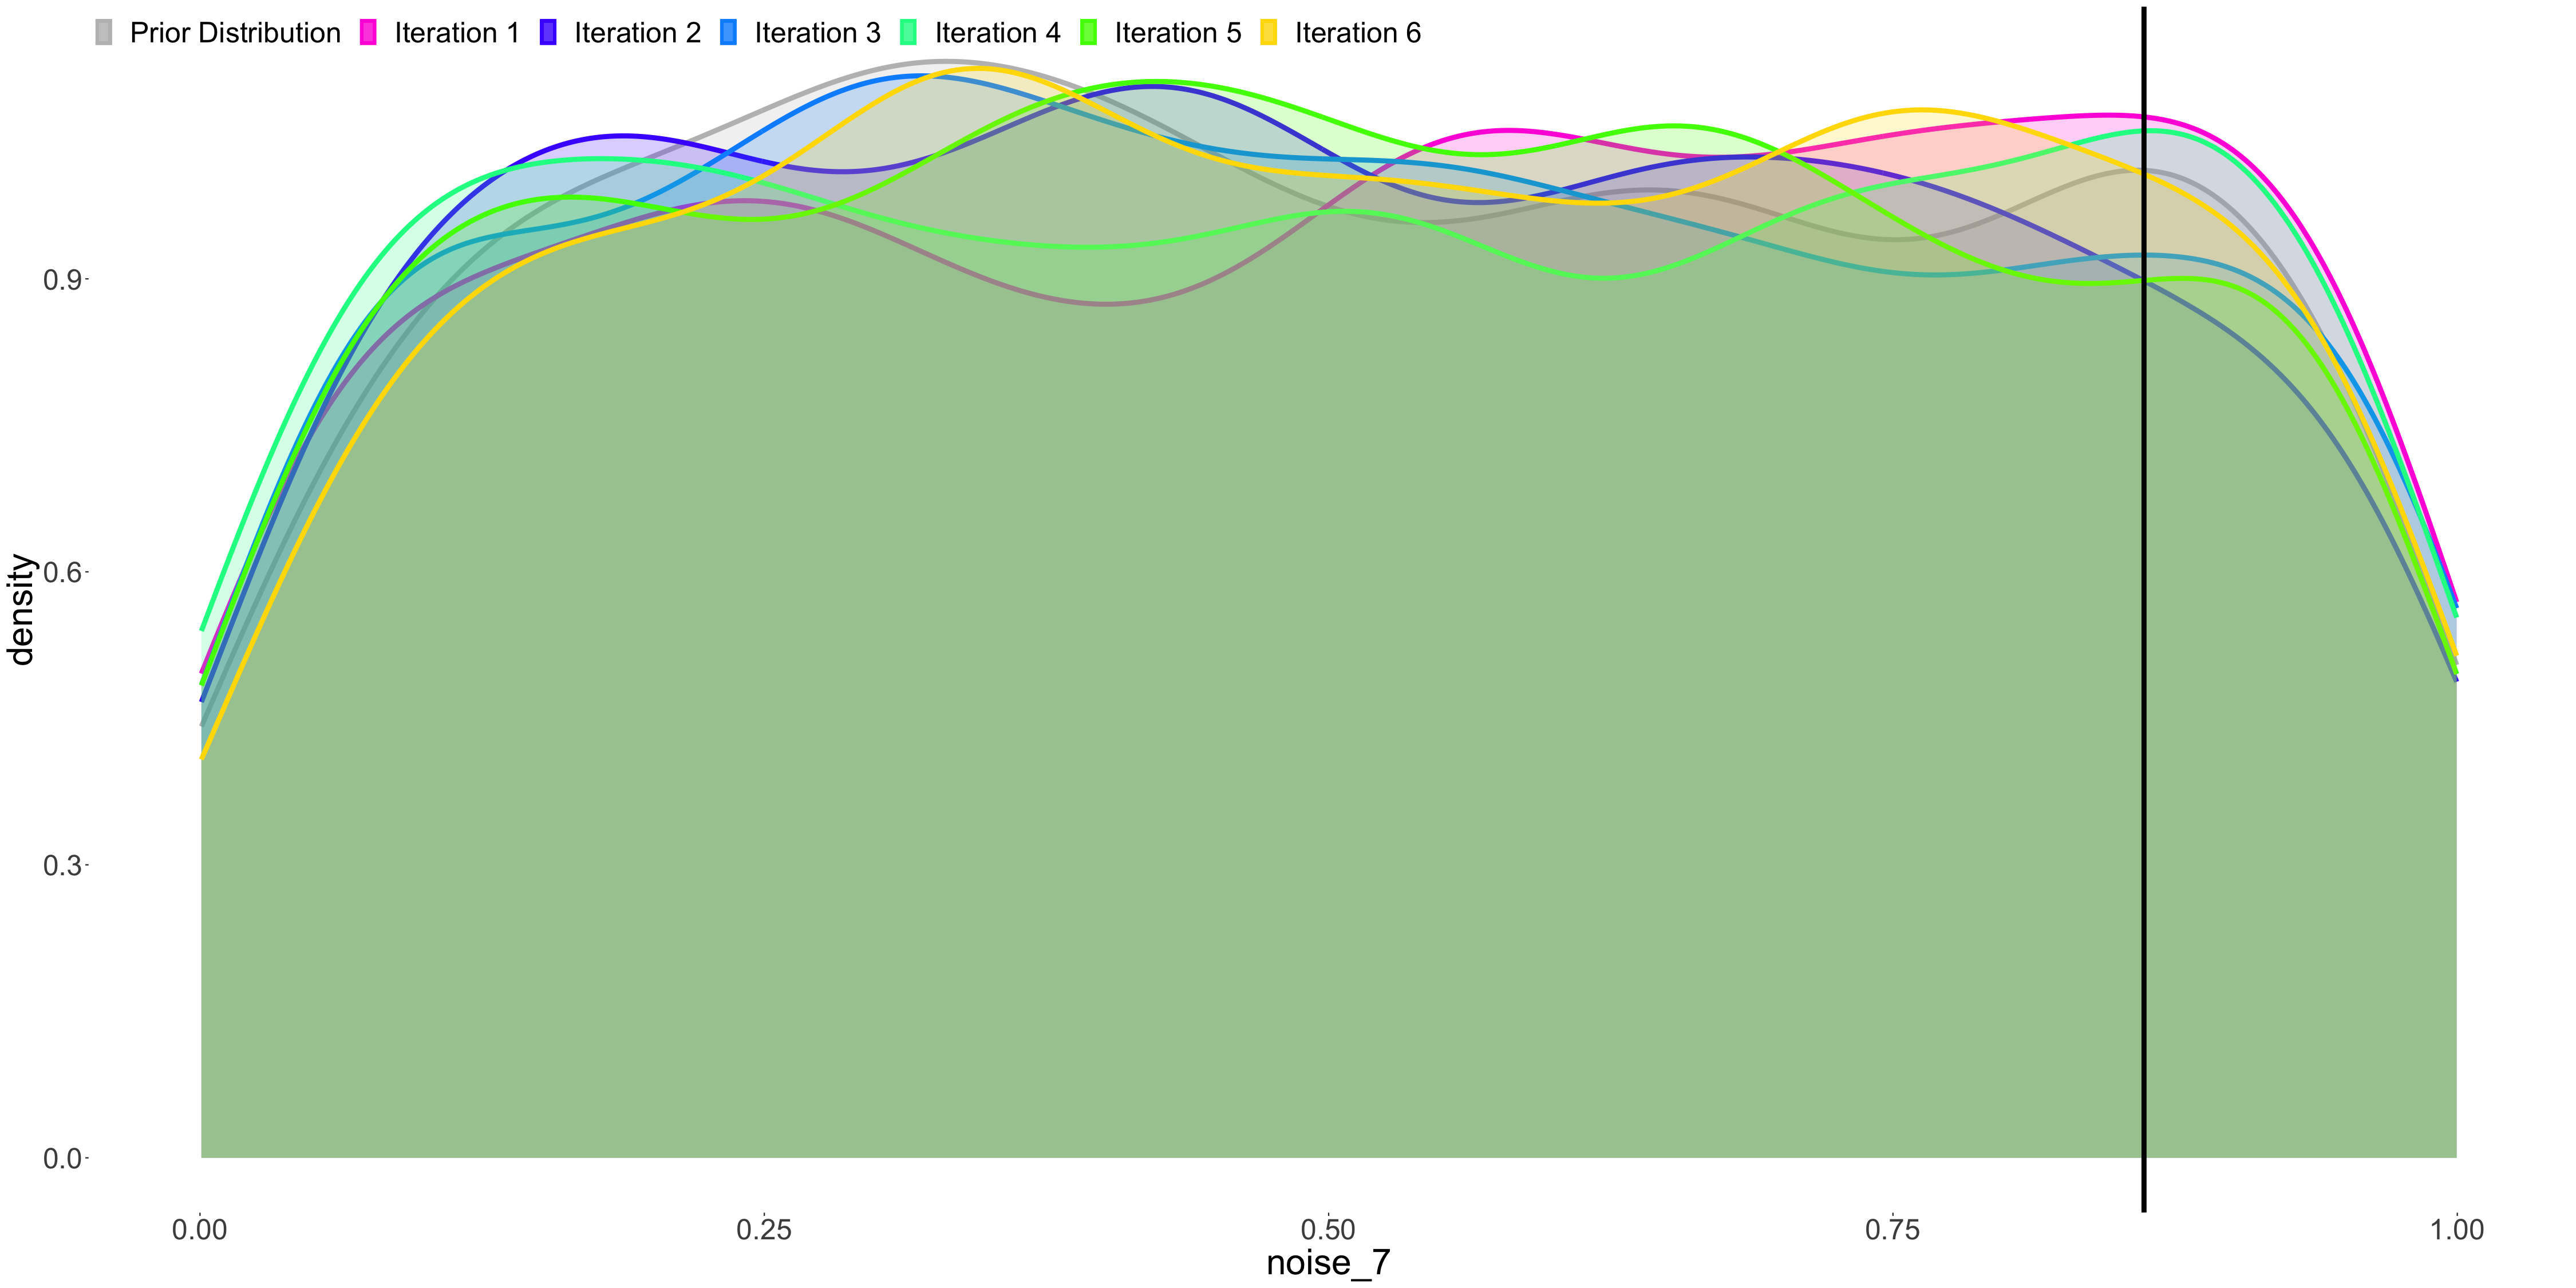 Prior Distribution Iteration 1 Iteration 2 Iteration 3 Iteration 4 Iteration 5 Iteration 6
0.9
0.6
0.3
0.0
density
0.00 0.25 0.50 0.75 1.00
noise_7